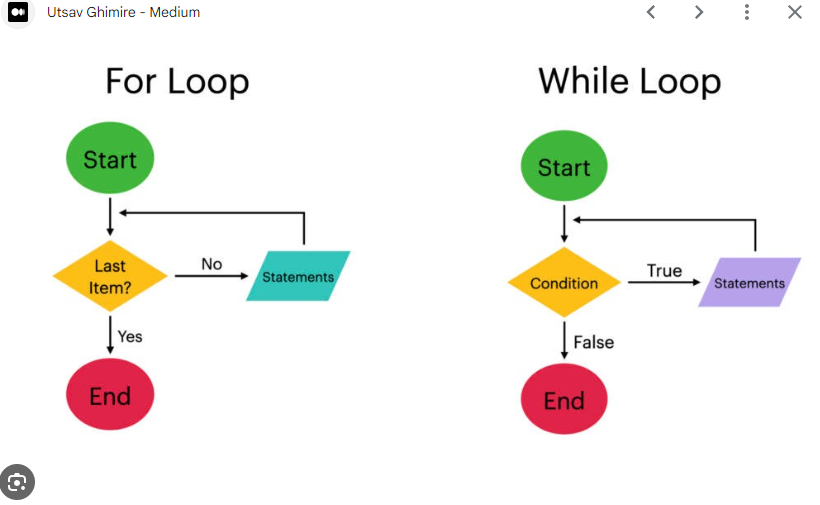 Utsav Ghimire - Medium
For Loop
Start
Last
Item?
No
Statements
Yes
End
While Loop
Start
Condition
True
Statements
False
End